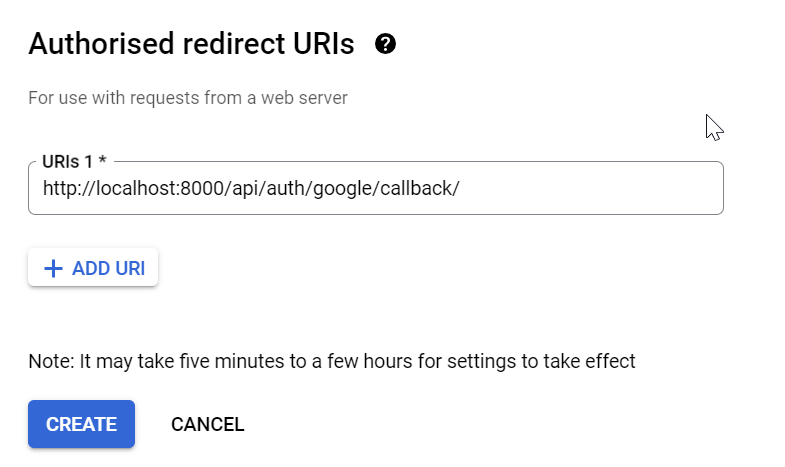 Authorised redirect URIs
For use with requests from a web server
URIs 1 *
http://localhost:8000/api/auth/google/callback/
+ ADD URI
Note: It may take five minutes to a few hours for settings to take effect
CREATE CANCEL